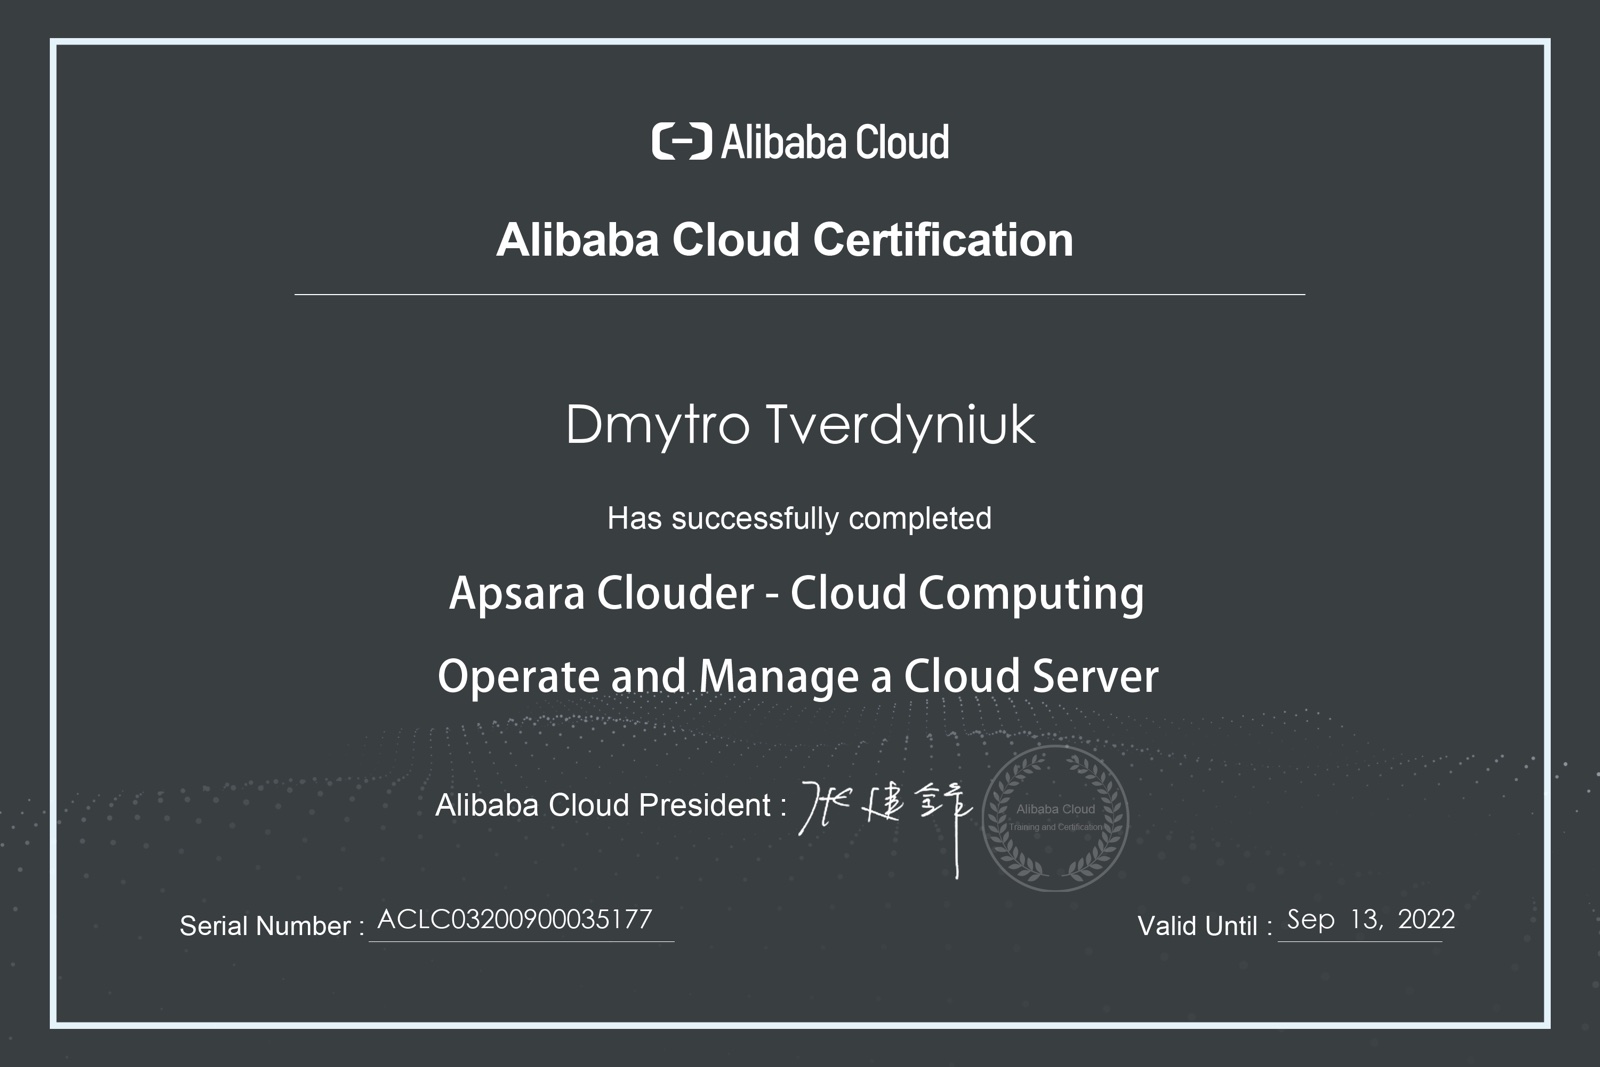 Alibaba Cloud
Alibaba Cloud Certification
Dmytro Tverdyniuk
Has successfully completed
Apsara Clouder - Cloud Computing
Operate and Manage a Cloud Server
Alibaba Cloud President : 张建锋
Alibaba Cloud
Training and Certification
Serial Number : ACLC03200900035177
Valid Until : Sep 13, 2022